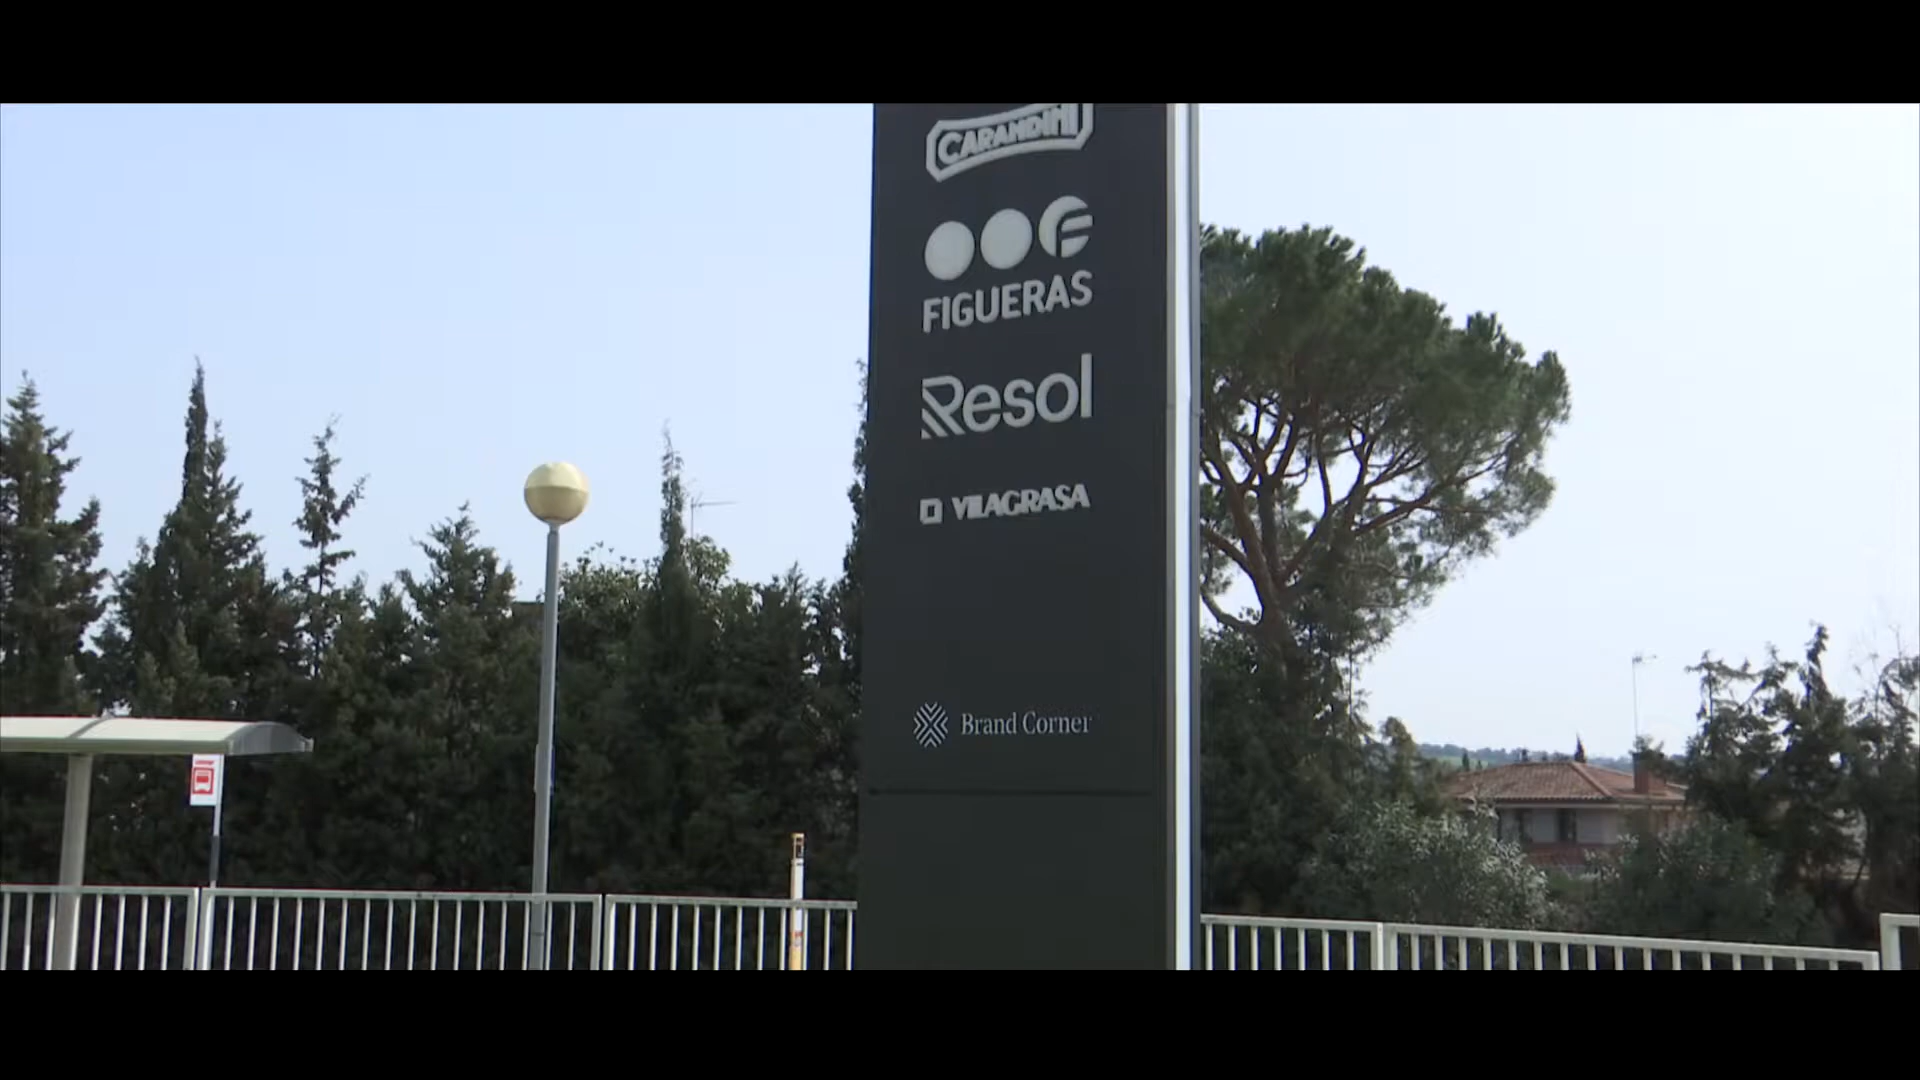 CARANDINI
FIGUERAS
Resol
VILAGRASA
Brand Corner